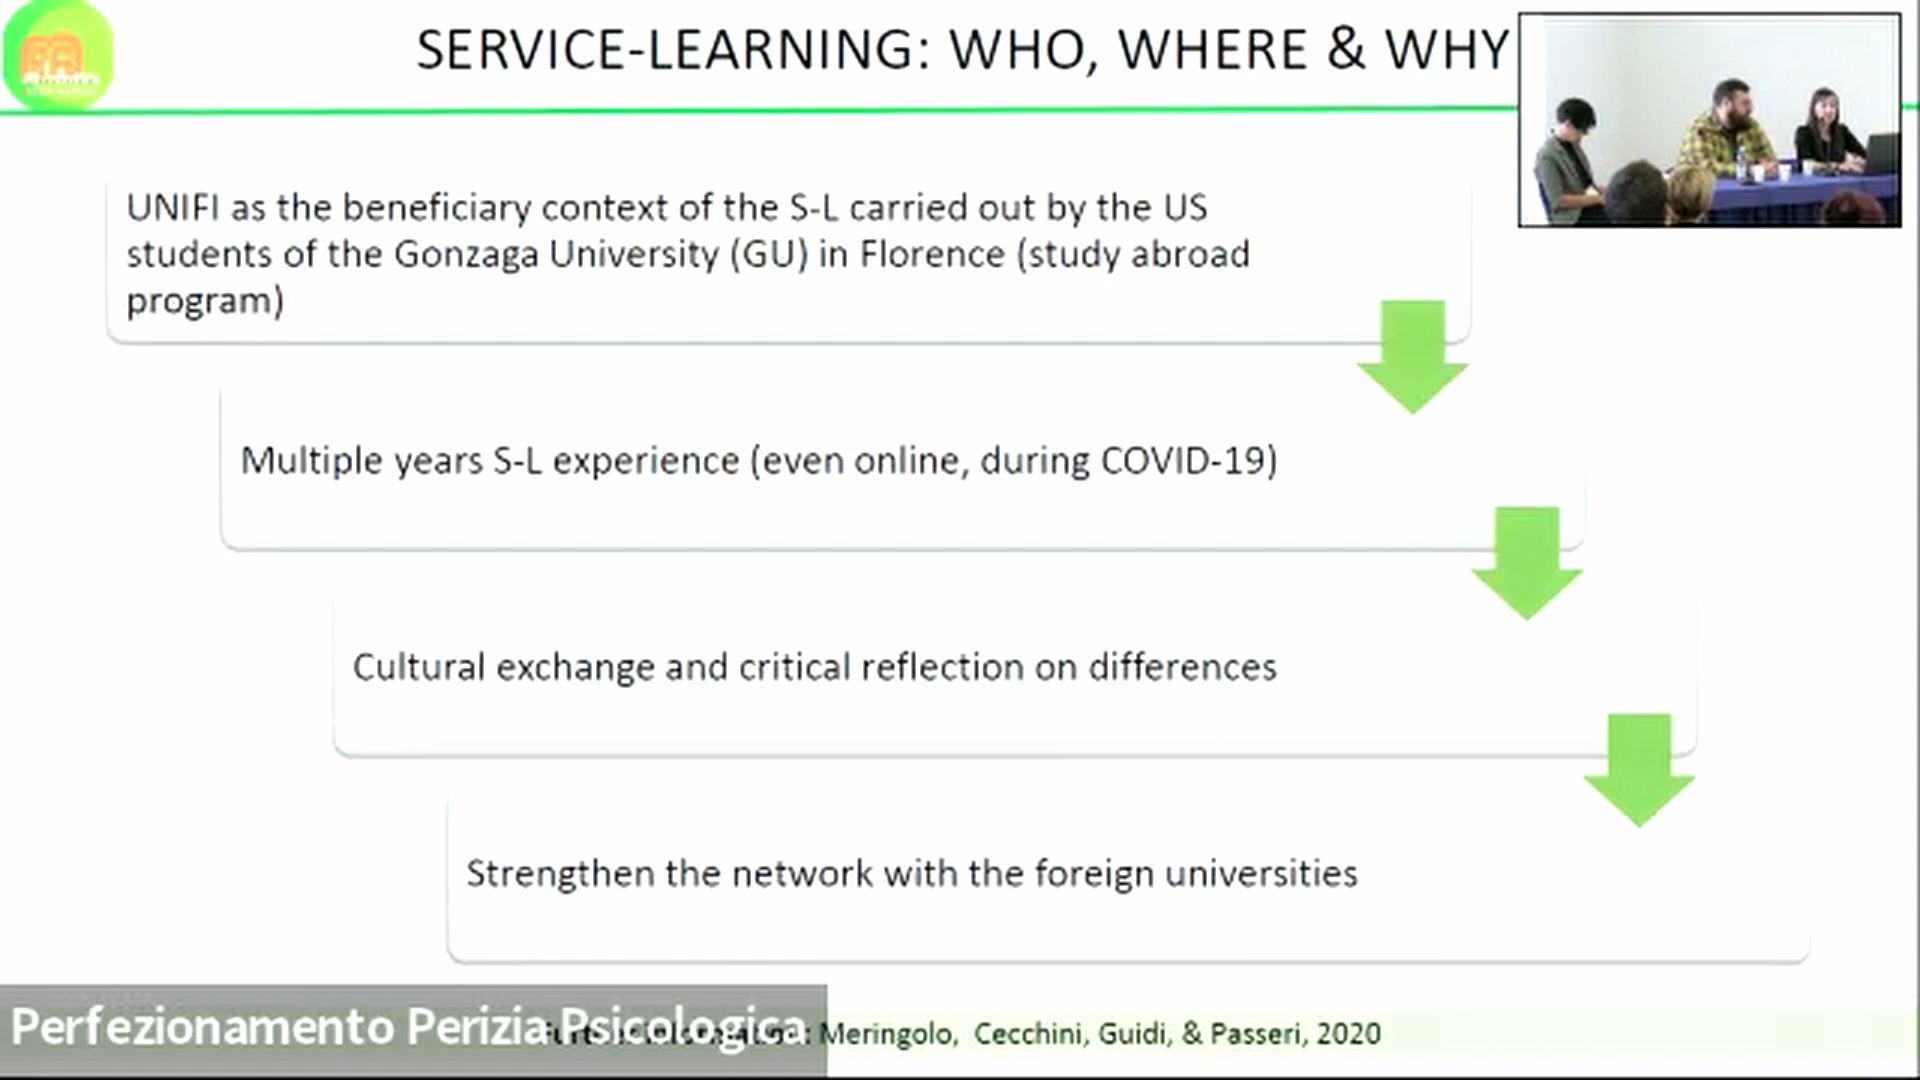 SERVICE-LEARNING: WHO, WHERE & WHY
UNIFI as the beneficiary context of the S-L carried out by the US
students of the Gonzaga University (GU) in Florence (study abroad
program)
Multiple years S-L experience (even online, during COVID-19)
Cultural exchange and critical reflection on differences
Strengthen the network with the foreign universities
Perfezionamento Perizia Psicologica
Further information: Meringolo, Cecchini, Guidi, & Passeri, 2020